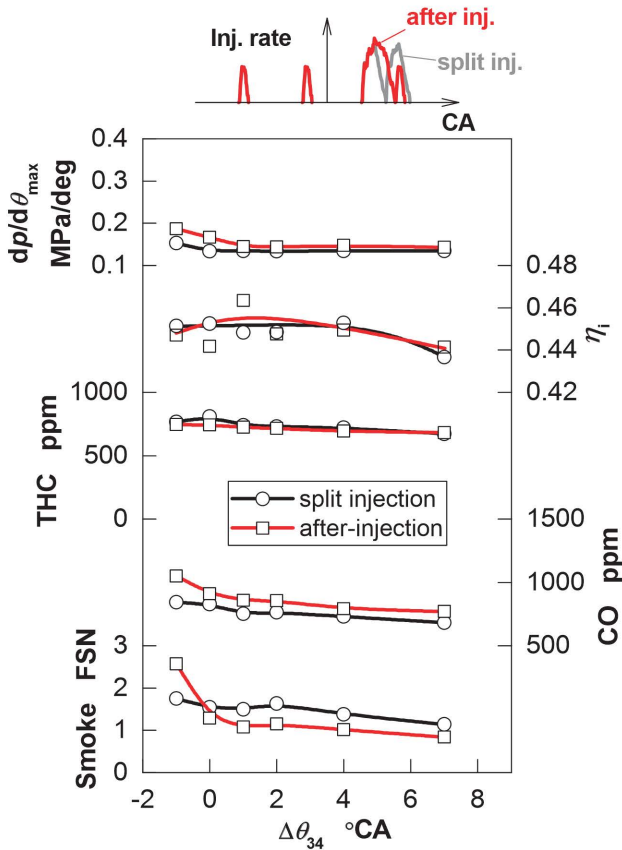 after inj.
Inj. rate
split inj.
CA
0.4
0.3
0.2
0.1
dp/dθmax
MPa/deg
0.48
0.46
0.44
0.42
ηi
1000
500
0
THC ppm
split injection
after-injection
1500
1000
500
CO ppm
3
2
1
0
Smoke FSN
-2 0 2 4 6 8
Δθ34 °CA